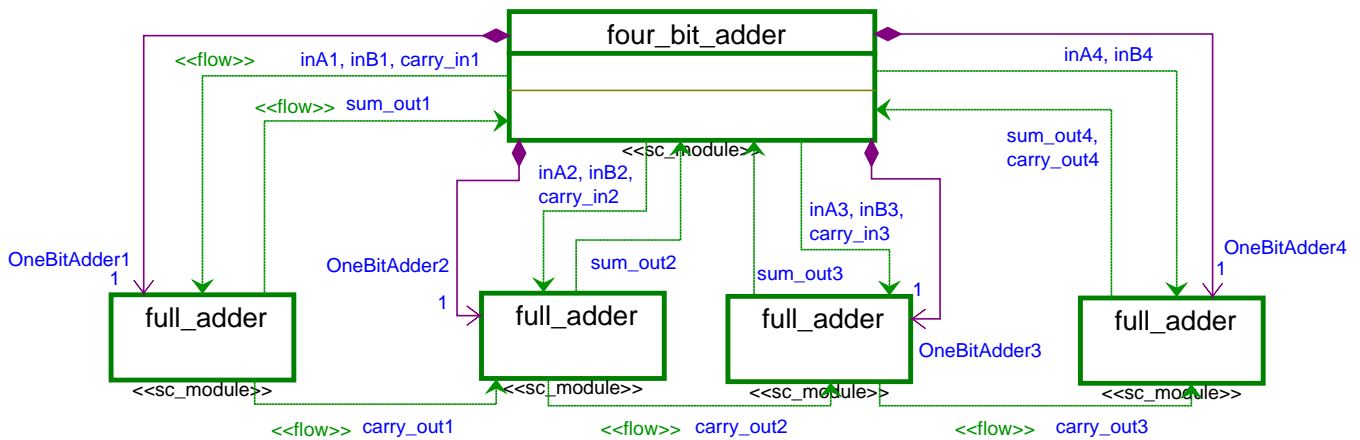 four_bit_adder
<<flow>> inA1, inB1, carry_in1
inA4, inB4
<<flow>> sum_out1
<<sc_module>>
sum_out4,
carry_out4
inA2, inB2,
carry_in2
inA3, inB3,
carry_in3
OneBitAdder1
1
OneBitAdder2
1
sum_out2
sum_out3
1
OneBitAdder4
1
full_adder
full_adder
full_adder
full_adder
OneBitAdder3
<<sc_module>>
<<sc_module>>
<<sc_module>>
<<sc_module>>
<<flow>> carry_out1
<<flow>> carry_out2
<<flow>> carry_out3